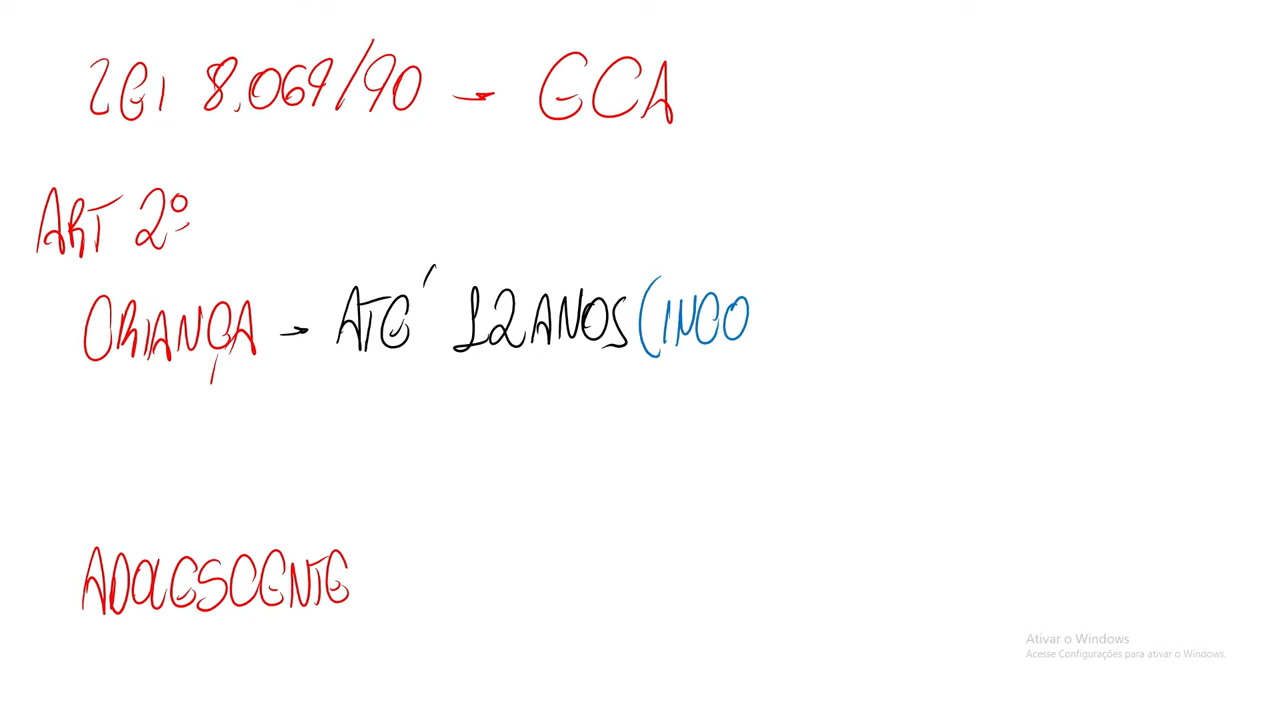 LEI 8.069/90 → ECA
ART 2º
CRIANÇA → ATÉ 12 ANOS (INCO
ADOLESCENTE
Ativar o Windows
Acesse Configurações para ativar o Windows.